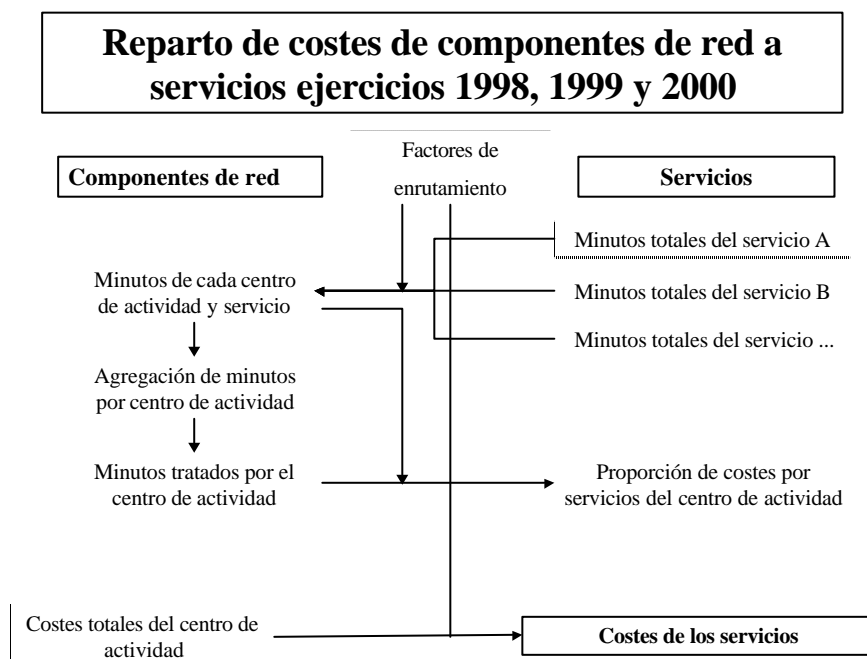 Reparto de costes de componentes de red a
servicios ejercicios 1998, 1999 y 2000
Factores de
enrutamiento
Componentes de red
Servicios
Minutos totales del servicio A
Minutos de cada centro
de actividad y servicio
Minutos totales del servicio B
Minutos totales del servicio ...
Agregación de minutos
por centro de actividad
Minutos tratados por el
centro de actividad
Proporción de costes por
servicios del centro de actividad
Costes totales del centro de
actividad
Costes de los servicios